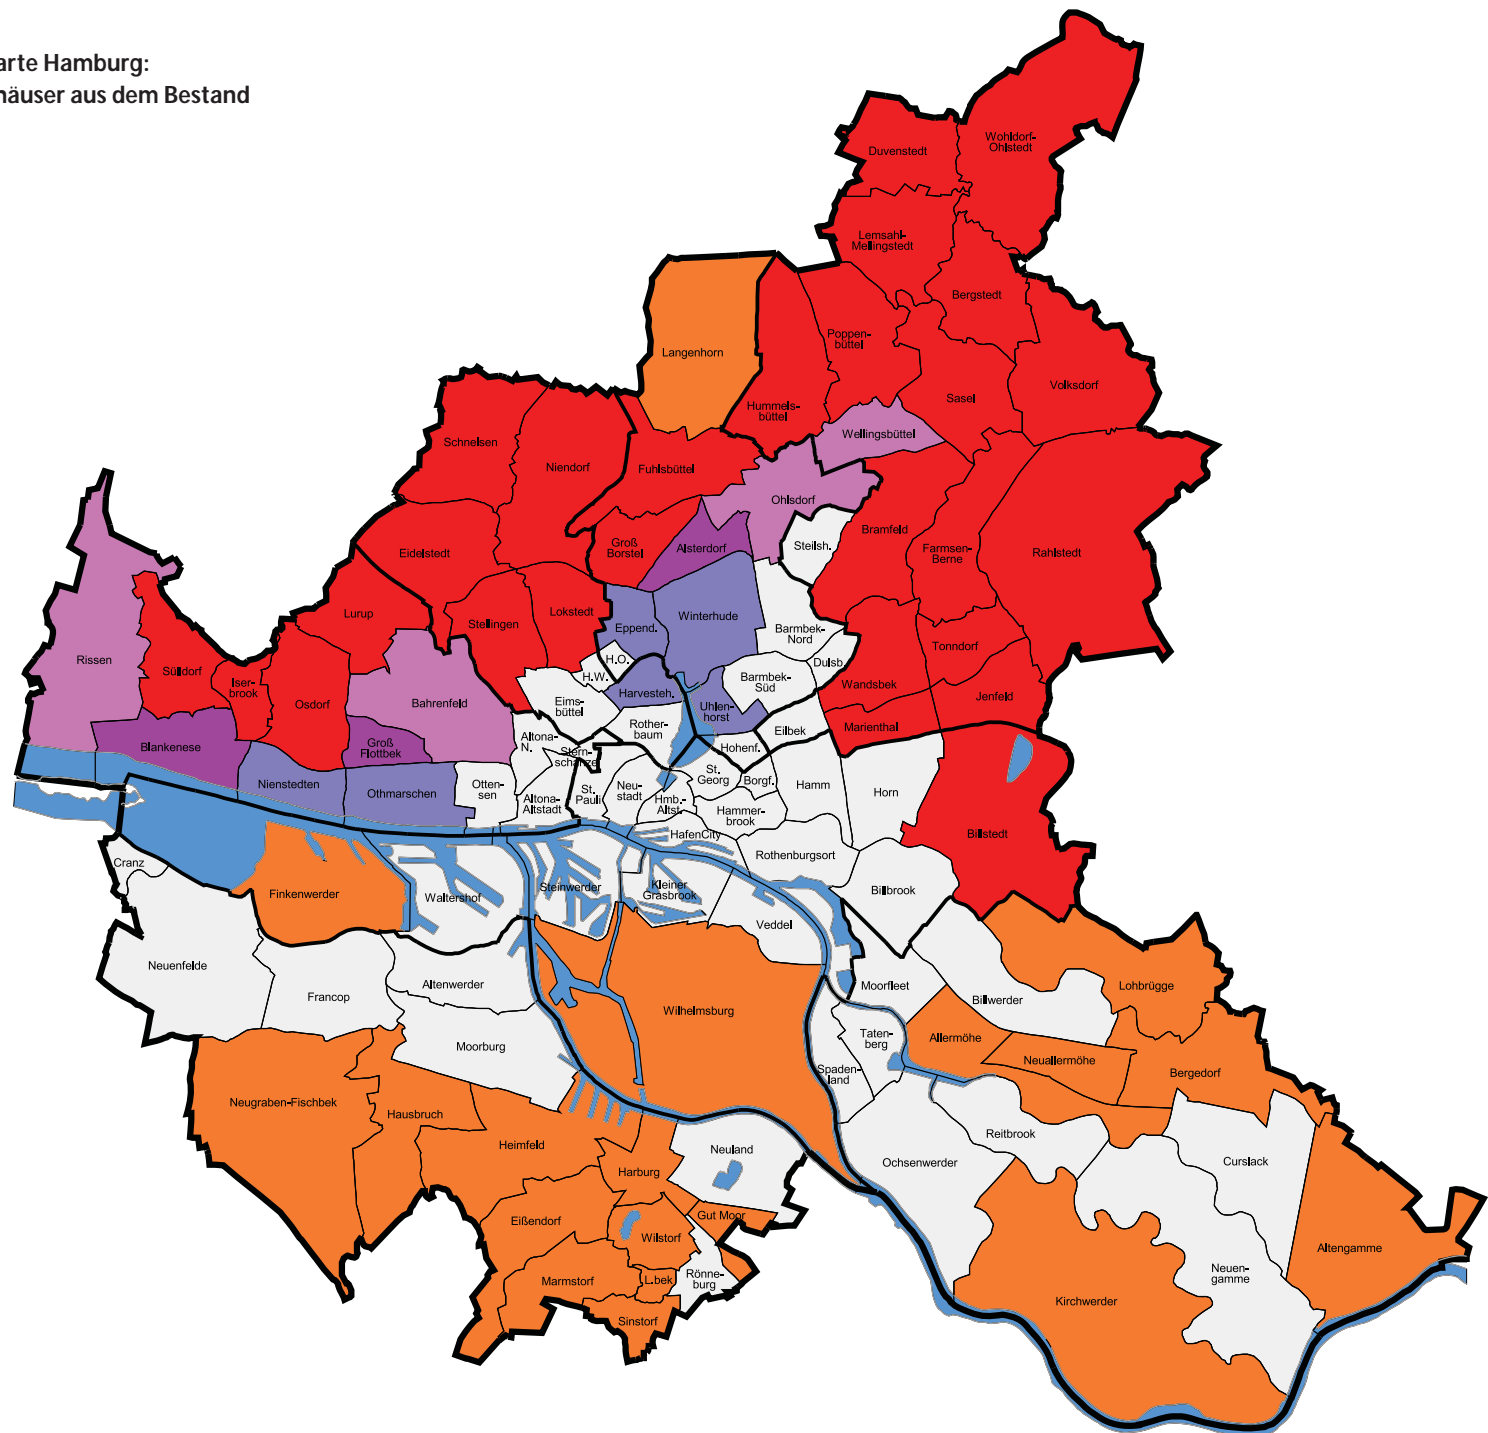 arte Hamburg:
häuser aus dem Bestand
Duvenstedt
Wohldorf-
Ohlstedt
Lemsahl-
Mellingstedt
Bergstedt
Poppen-
büttel
Langenhorn
Hummels-
büttel
Sasel
Volksdorf
Wellingsbüttel
Schnelsen
Niendorf
Fuhlsbüttel
Ohlsdorf
Bramfeld
Farmsen-
Berne
Rahlstedt
Eidelstedt
Groß
Borstel
Alsterdorf
Steilsh.
Lurup
Stellingen
Lokstedt
Eppend.
Winterhude
Barmbek-
Nord
Tonndorf
Rissen
Sülldorf
Iser-
brook
Osdorf
Bahrenfeld
H.O.
H.W.
Dulsb.
Barmbek-
Süd
Wandsbek
Jenfeld
Eims-
büttel
Harvesteh.
Uhlen-
horst
Rother-
baum
Eilbek
Marienthal
Blankenese
Groß
Flottbek
Altona-
N.
Stern-
schanze
Hohenf.
Nienstedten
Othmarschen
Otten-
sen
Altona-
Altstadt
St.
Pauli
Neu-
stadt
St.
Georg
Borgf.
Hamm
Horn
Hmb.-
Altst.
Hammer-
brook
HafenCity
Rothenburgsort
Billstedt
Cranz
Finkenwerder
Waltershof
Steinwerder
Kleiner
Grasbrook
Billbrook
Veddel
Neuenfelde
Francop
Altenwerder
Moorfleet
Billwerder
Lohbrügge
Wilhelmsburg
Moorburg
Taten-
berg
Allermöhe
Neuallermöhe
Bergedorf
Spaden-
land
Neugraben-Fischbek
Hausbruch
Heimfeld
Neuland
Reitbrook
Ochsenwerder
Curslack
Harburg
Gut Moor
Eißendorf
Wilstorf
Altengamme
Marmstorf
L.bek
Rönne-
burg
Neuen-
gamme
Kirchwerder
Sinstorf